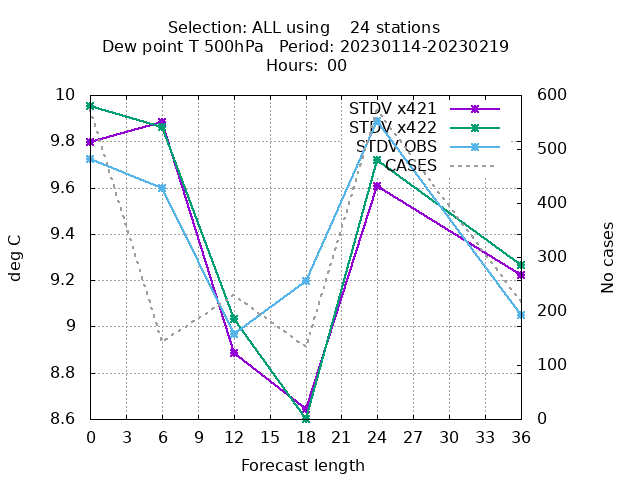 Selection: ALL using    24 stations
Dew point T 500hPa   Period: 20230114-20230219
Hours:  00
10
9.8
9.6
9.4
9.2
9
8.8
8.6
deg C
600
500
400
300
200
100
0
No cases
STDV x421
STDV x422
STDV OBS
CASES
0 3 6 9 12 15 18 21 24 27 30 33 36
Forecast length